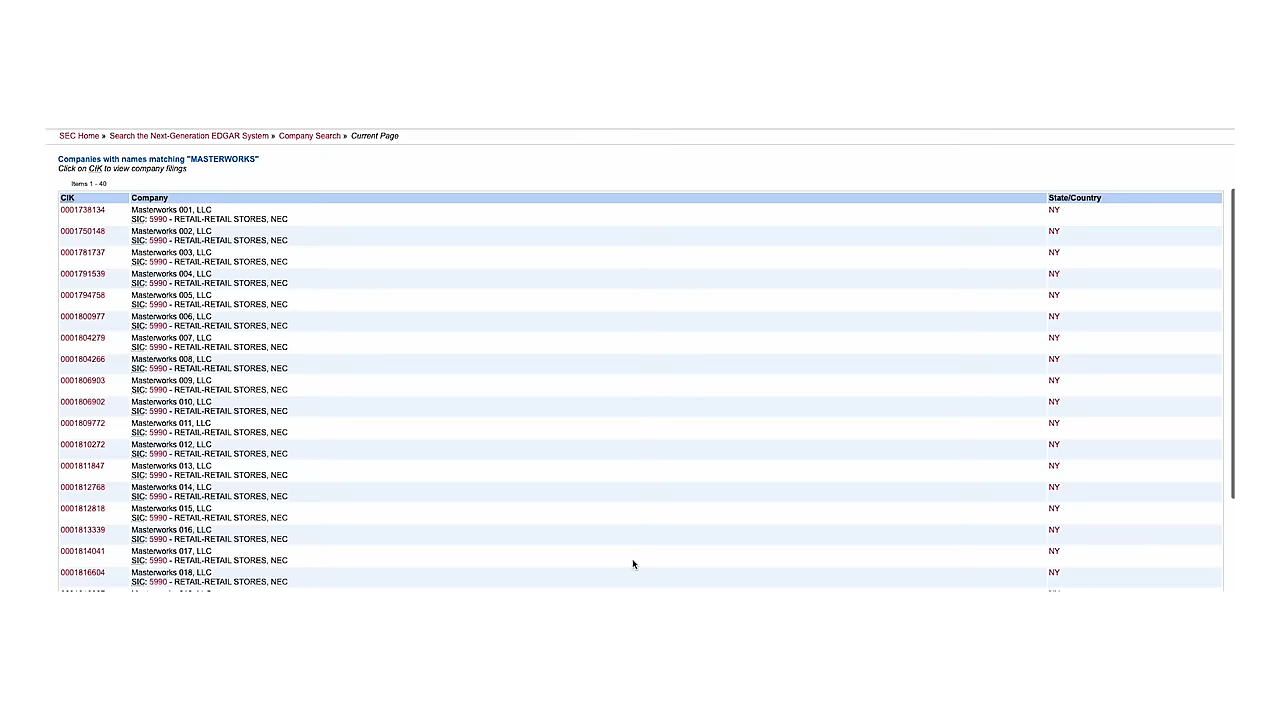 SEC Home » Search the Next-Generation EDGAR System » Company Search » Current Page
Companies with names matching "MASTERWORKS"
Click on CIK to view company filings
Items 1 - 40
CIK Company State/Country
0001738134 Masterworks 001, LLC NY
SIC: 5990 - RETAIL-RETAIL STORES, NEC
0001750148 Masterworks 002, LLC NY
SIC: 5990 - RETAIL-RETAIL STORES, NEC
0001781737 Masterworks 003, LLC NY
SIC: 5990 - RETAIL-RETAIL STORES, NEC
0001791539 Masterworks 004, LLC NY
SIC: 5990 - RETAIL-RETAIL STORES, NEC
0001794758 Masterworks 005, LLC NY
SIC: 5990 - RETAIL-RETAIL STORES, NEC
0001800977 Masterworks 006, LLC NY
SIC: 5990 - RETAIL-RETAIL STORES, NEC
0001804279 Masterworks 007, LLC NY
SIC: 5990 - RETAIL-RETAIL STORES, NEC
0001804266 Masterworks 008, LLC NY
SIC: 5990 - RETAIL-RETAIL STORES, NEC
0001806903 Masterworks 009, LLC NY
SIC: 5990 - RETAIL-RETAIL STORES, NEC
0001806902 Masterworks 010, LLC NY
SIC: 5990 - RETAIL-RETAIL STORES, NEC
0001809772 Masterworks 011, LLC NY
SIC: 5990 - RETAIL-RETAIL STORES, NEC
0001810272 Masterworks 012, LLC NY
SIC: 5990 - RETAIL-RETAIL STORES, NEC
0001811847 Masterworks 013, LLC NY
SIC: 5990 - RETAIL-RETAIL STORES, NEC
0001812768 Masterworks 014, LLC NY
SIC: 5990 - RETAIL-RETAIL STORES, NEC
0001812818 Masterworks 015, LLC NY
SIC: 5990 - RETAIL-RETAIL STORES, NEC
0001813339 Masterworks 016, LLC NY
SIC: 5990 - RETAIL-RETAIL STORES, NEC
0001814041 Masterworks 017, LLC NY
SIC: 5990 - RETAIL-RETAIL STORES, NEC
0001816604 Masterworks 018, LLC NY
SIC: 5990 - RETAIL-RETAIL STORES, NEC